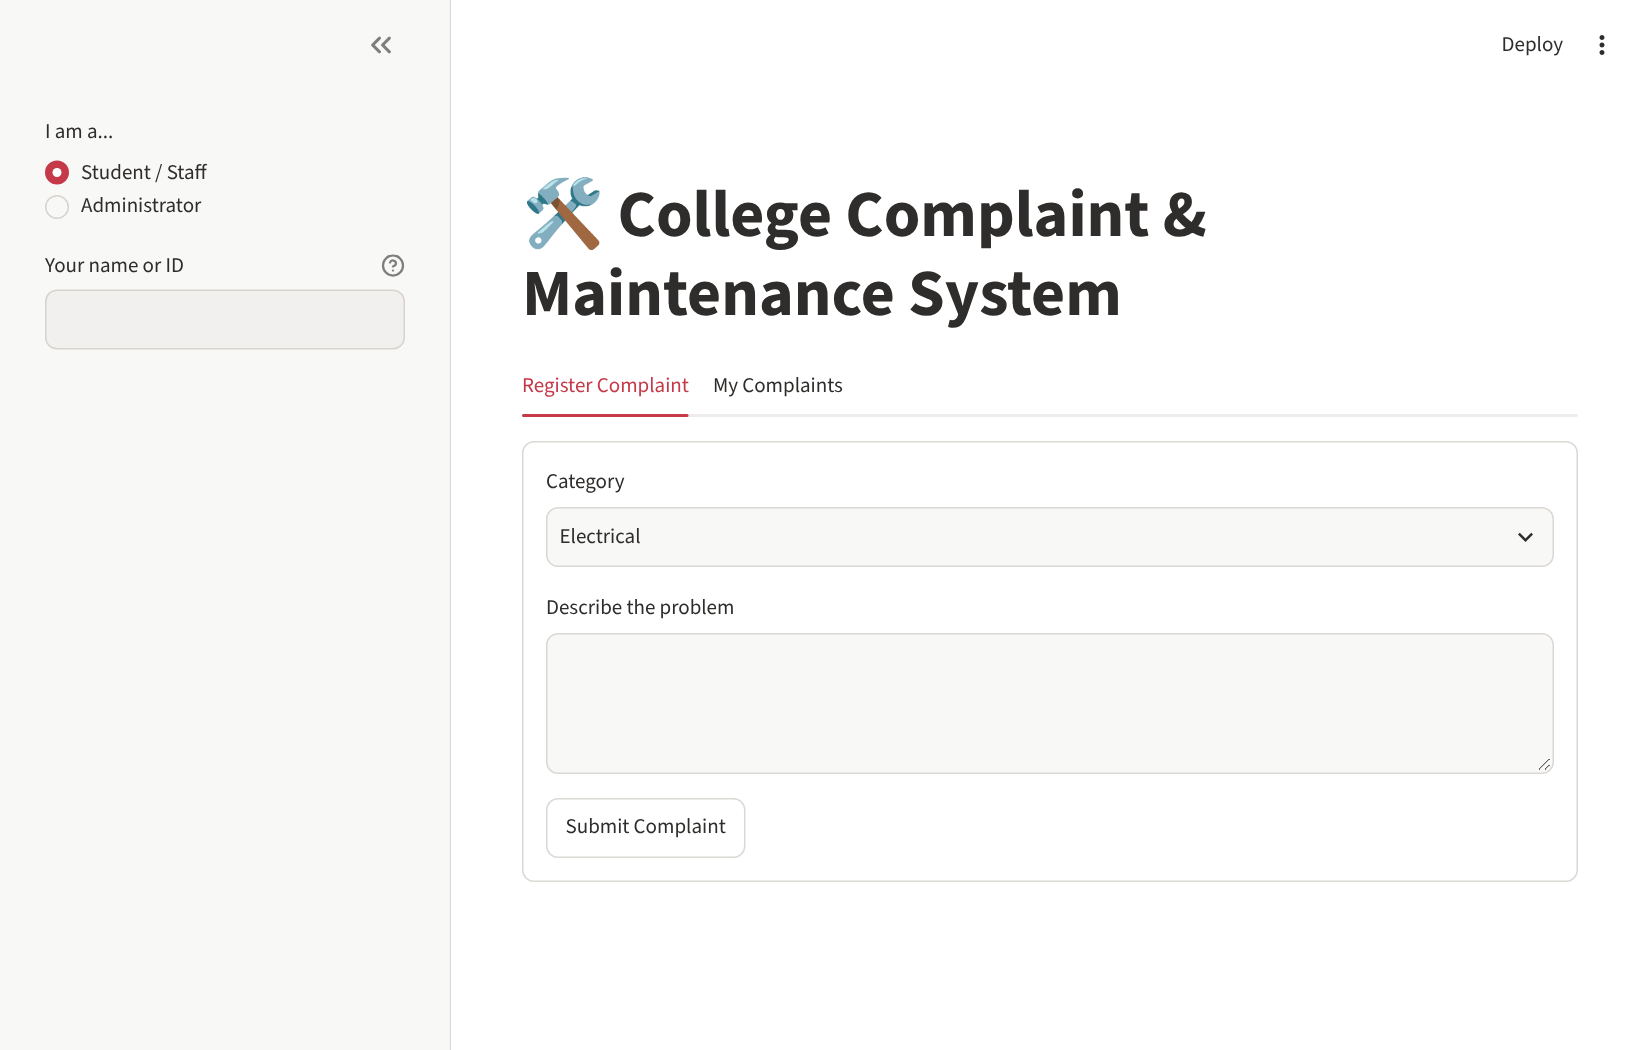 I am a...
Student / Staff
Administrator
Your name or ID
Deploy
College Complaint &
Maintenance System
Register Complaint
My Complaints
Category
Electrical
Describe the problem
Submit Complaint